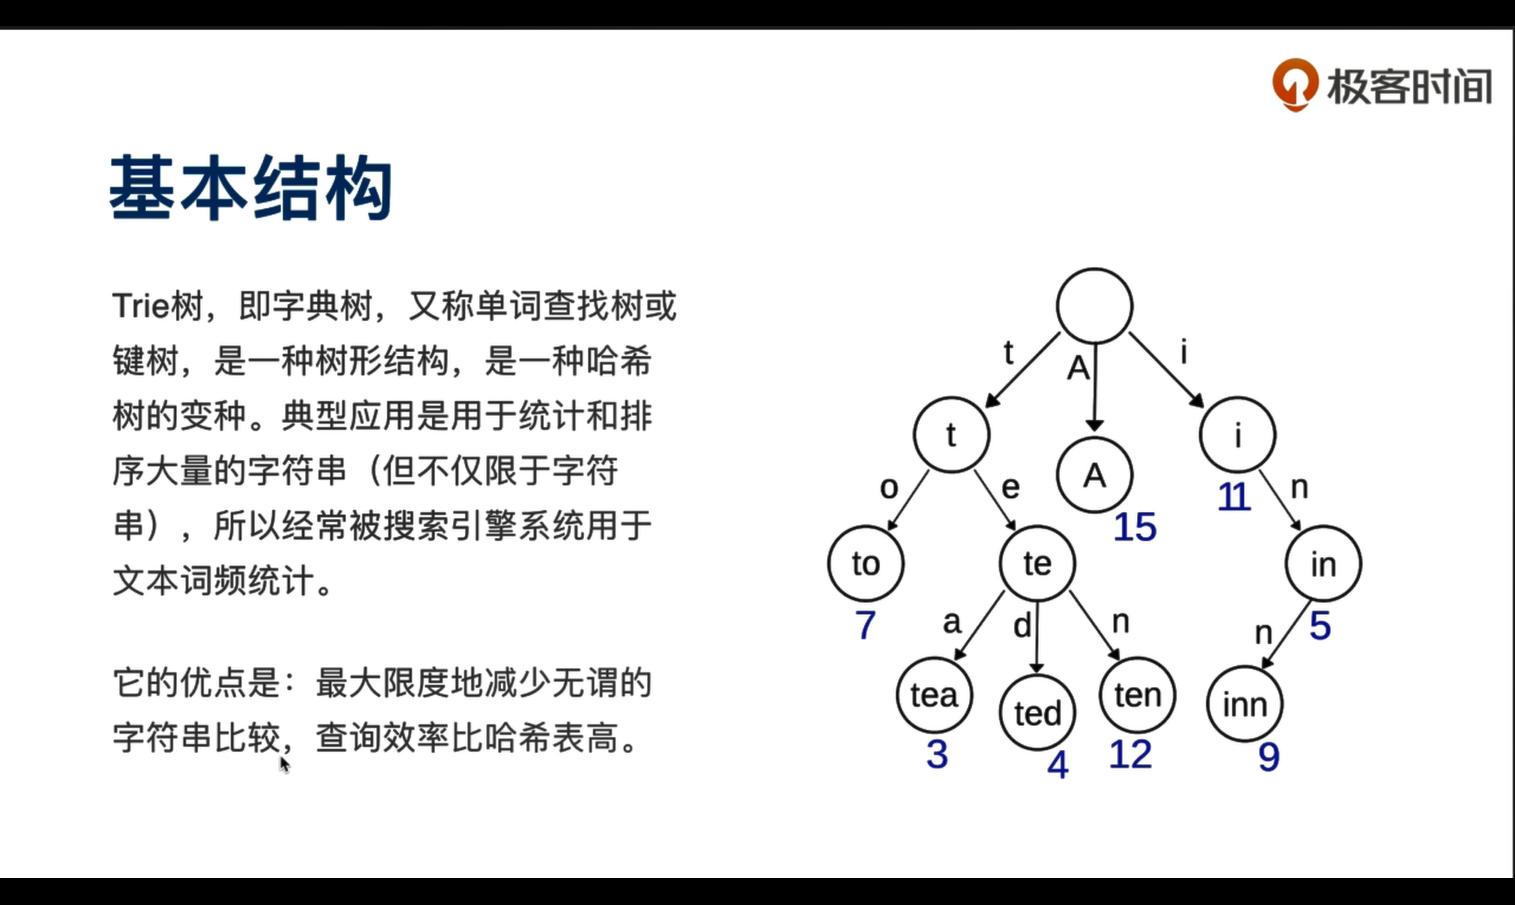 极客时间
基本结构
Trie树，即字典树，又称单词查找树或
键树，是一种树形结构，是一种哈希
树的变种。典型应用是用于统计和排
序大量的字符串（但不仅限于字符
串），所以经常被搜索引擎系统用于
文本词频统计。
它的优点是：最大限度地减少无谓的
字符串比较，查询效率比哈希表高。
t
A
i
t
A
i
15
11
o
e
n
to
te
in
7
5
a
d
n
n
tea
ted
ten
inn
3
4
12
9